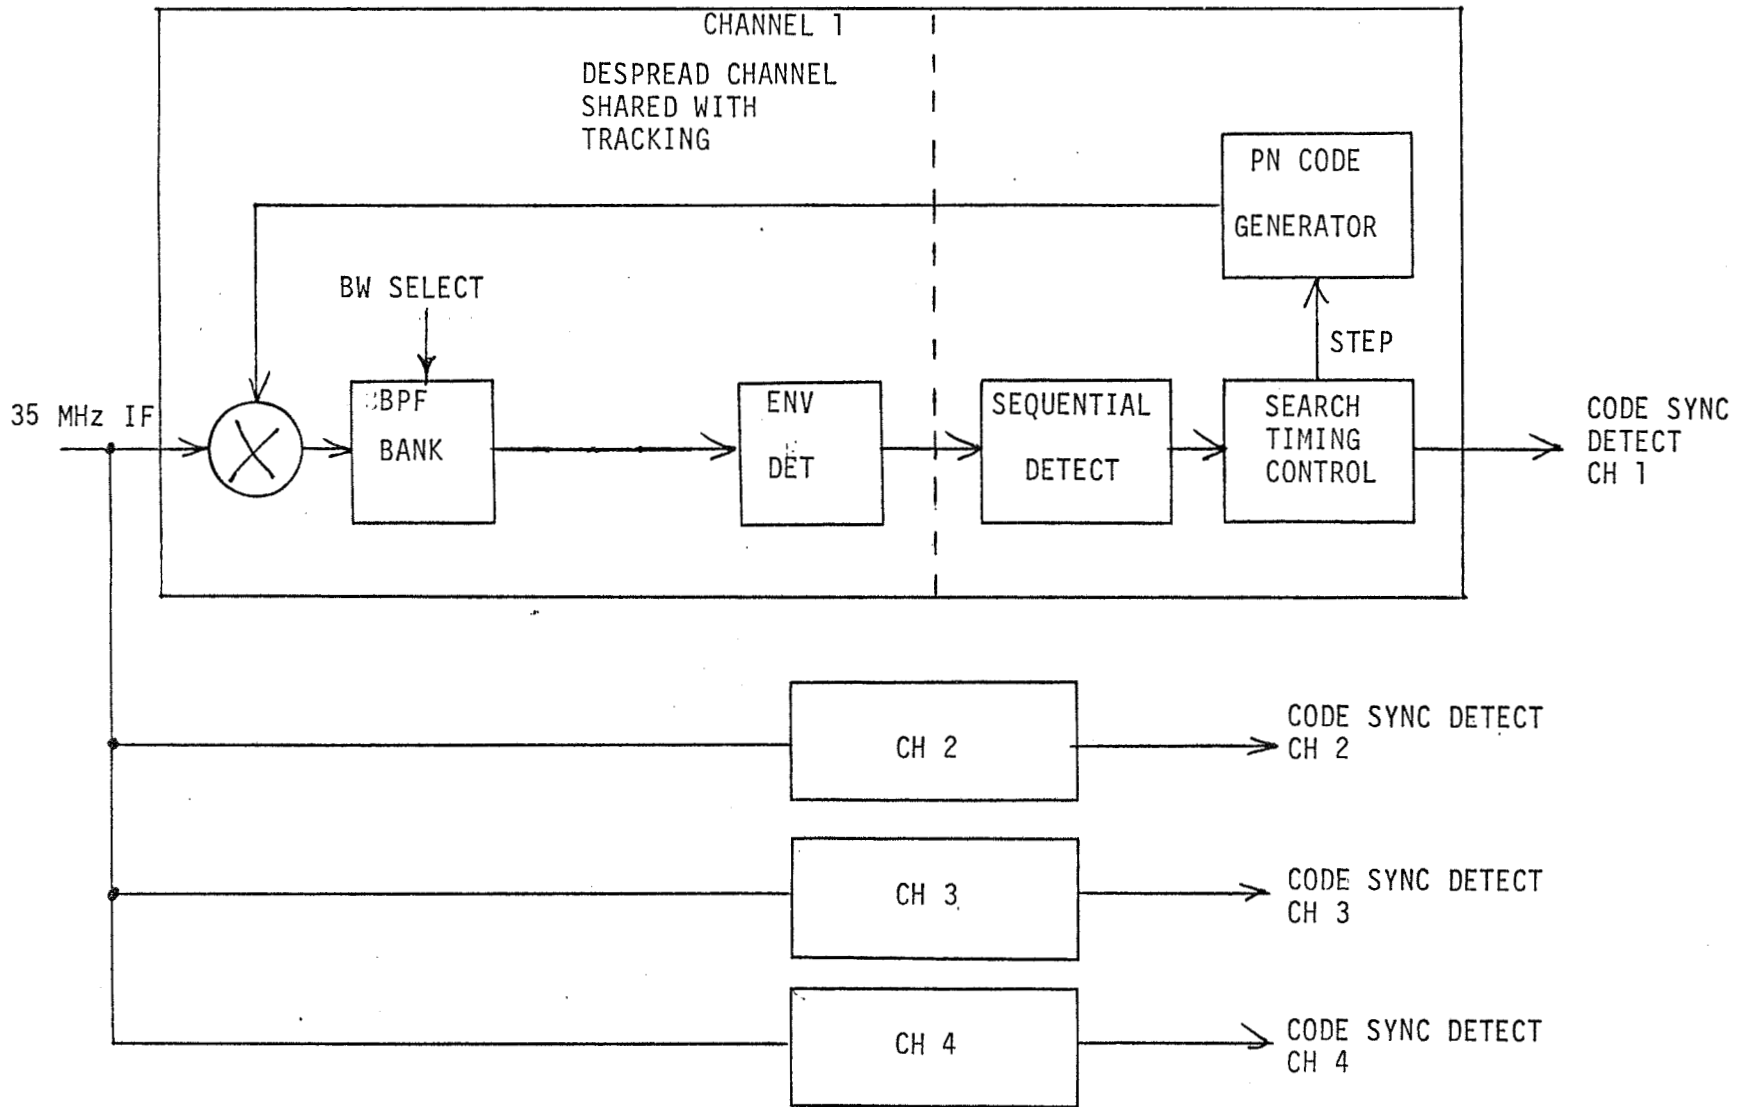 CHANNEL 1
DESPREAD CHANNEL
SHARED WITH
TRACKING
PN CODE
GENERATOR
BW SELECT
STEP
35 MHz IF
BPF
BANK
ENV
DET
SEQUENTIAL
DETECT
SEARCH
TIMING
CONTROL
CODE SYNC
DETECT
CH 1
CH 2
CODE SYNC DETECT
CH 2
CH 3
CODE SYNC DETECT
CH 3
CH 4
CODE SYNC DETECT
CH 4